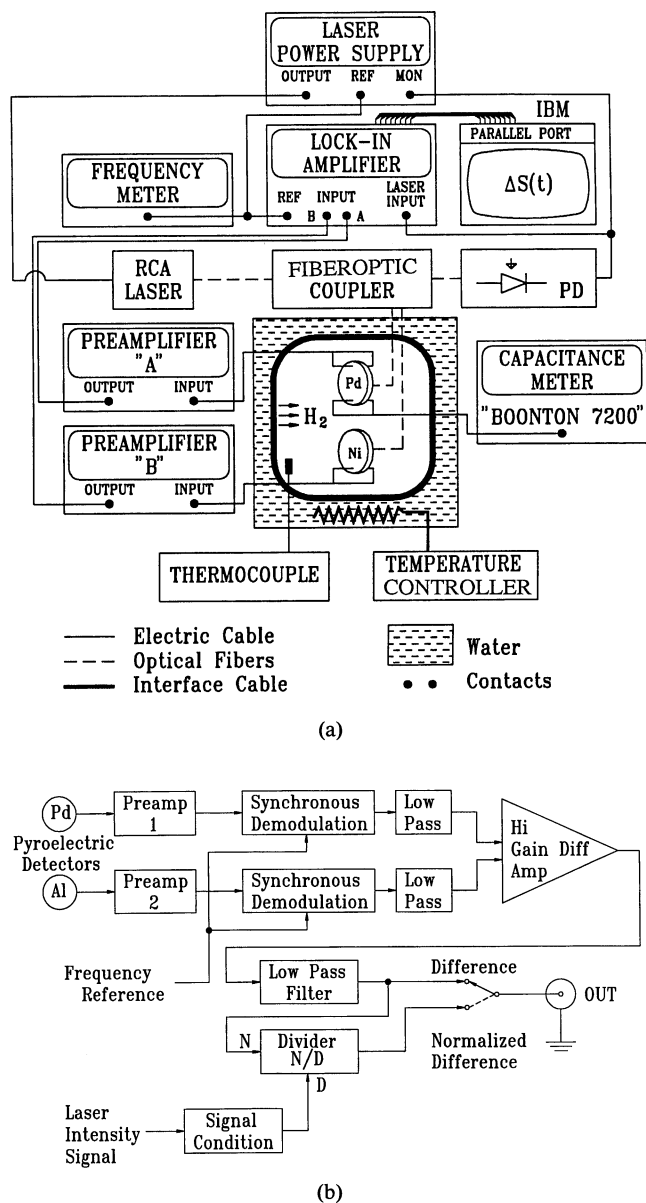 LASER
POWER SUPPLY
OUTPUT REF MON
IBM
LOCK-IN
AMPLIFIER
PARALLEL PORT
FREQUENCY
METER
REF INPUT LASER
INPUT
B A
ΔS(t)
RCA
LASER
FIBEROPTIC
COUPLER
PD
PREAMPLIFIER
"A"
OUTPUT INPUT
Pd
H2
Ni
CAPACITANCE
METER
"BOONTON 7200"
PREAMPLIFIER
"B"
OUTPUT INPUT
THERMOCOUPLE
TEMPERATURE
CONTROLLER
Electric Cable
Optical Fibers
Interface Cable
Water
Contacts
(a)
Pd
Preamp
1
Synchronous
Demodulation
Low
Pass
Hi
Gain Diff
Amp
Pyroelectric
Detectors
Al
Preamp
2
Synchronous
Demodulation
Low
Pass
Frequency
Reference
Low Pass
Filter
Difference
OUT
N
Divider
N/D
Normalized
Difference
D
Laser
Intensity
Signal
Signal
Condition
(b)